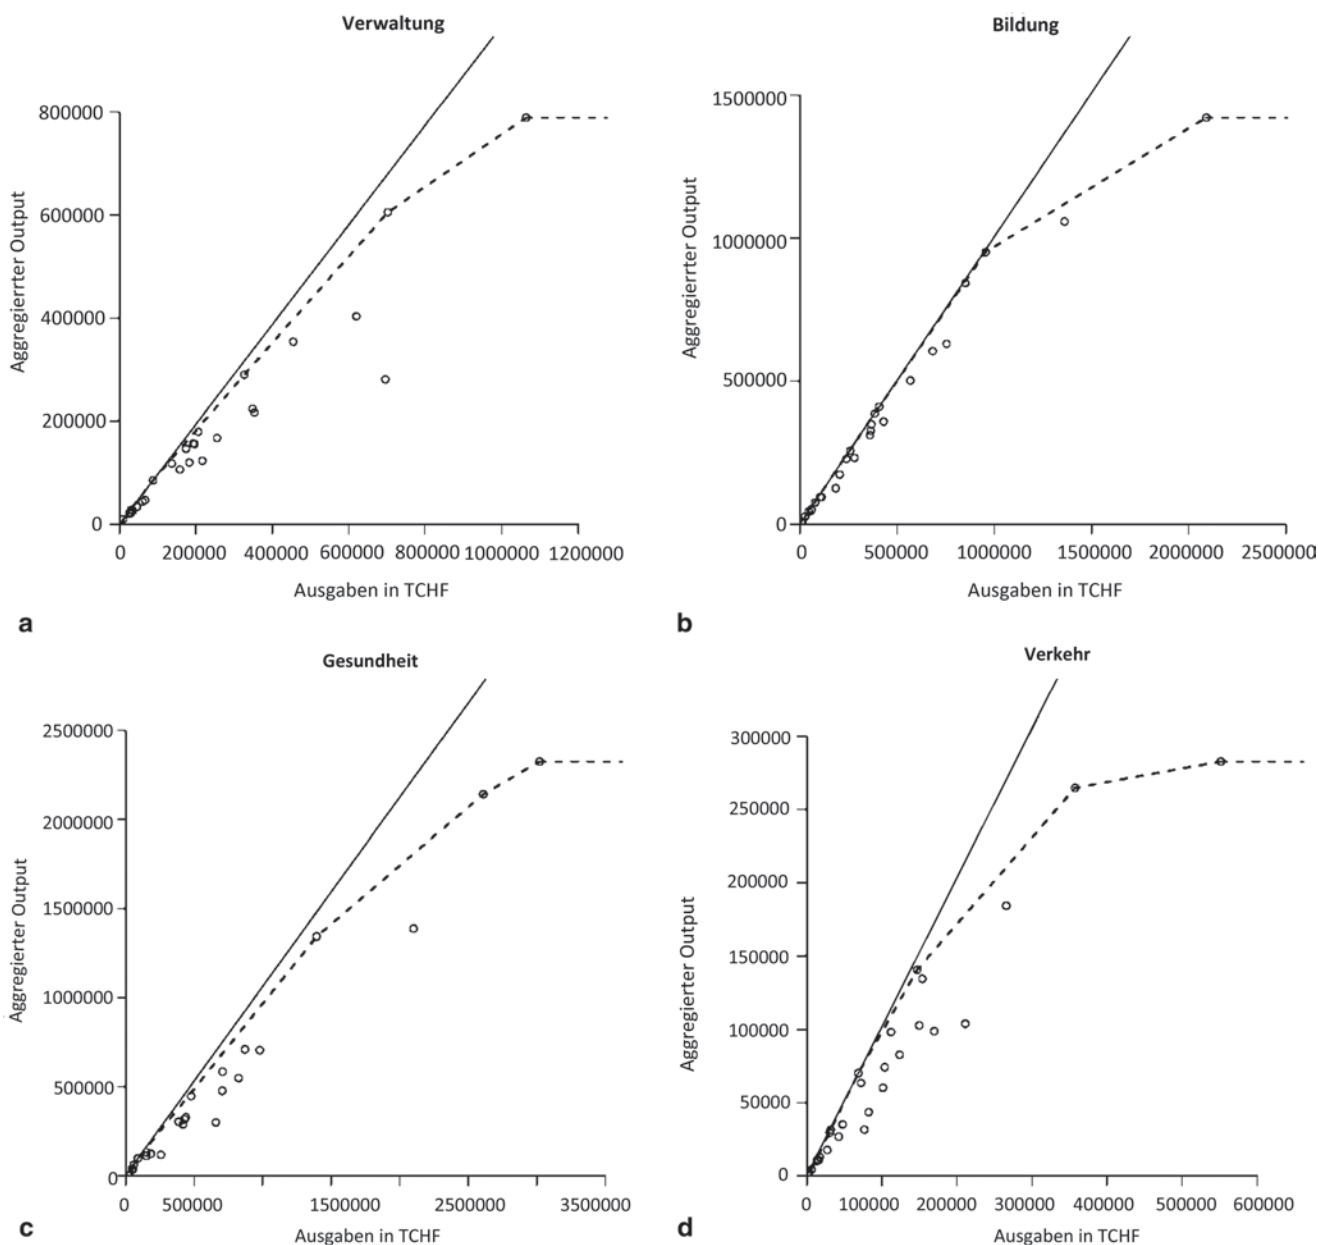 Verwaltung
800000
600000
400000
200000
0
Aggregierrter Output
0 200000 400000 600000 800000 1000000 1200000
Ausgaben in TCHF
a
Bildung
1500000
1000000
500000
0
Aggregierrter Output
0 500000 1000000 1500000 2000000 2500000
Ausgaben in TCHF
b
Gesundheit
2500000
2000000
1500000
1000000
500000
0
Aggregierter Output
0 500000 1500000 2500000 3500000
Ausgaben in TCHF
c
Verkehr
300000
250000
200000
150000
100000
50000
0
Aggregierter Output
0 100000 200000 300000 400000 500000 600000
Ausgaben in TCHF
d